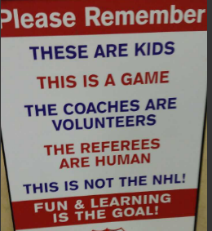 Please Remember
THESE ARE KIDS
THIS IS A GAME
THE COACHES ARE
VOLUNTEERS
THE REFEREES
ARE HUMAN
THIS IS NOT THE NHL!
FUN & LEARNING
IS THE GOAL!